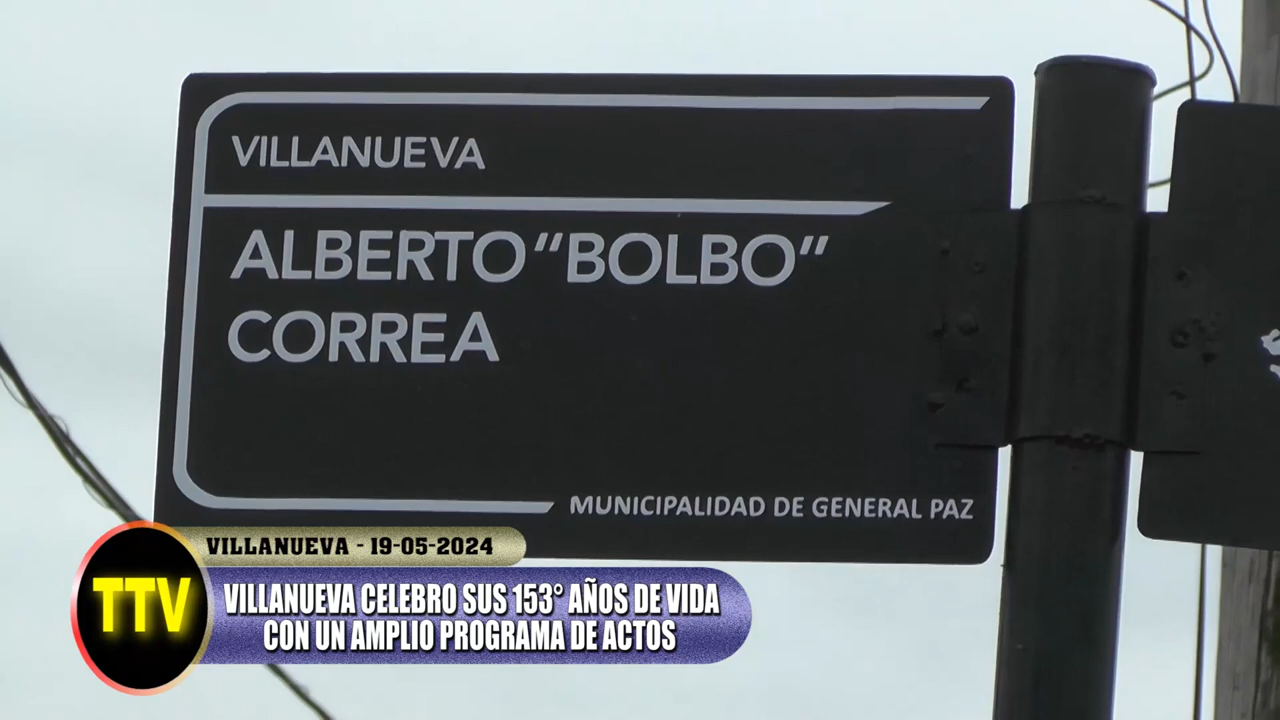 VILLANUEVA
ALBERTO "BOLBO"
CORREA
MUNICIPALIDAD DE GENERAL PAZ
VILLANUEVA - 19-05-2024
TTV
VILLANUEVA CELEBRO SUS 153° AÑOS DE VIDA
CON UN AMPLIO PROGRAMA DE ACTOS